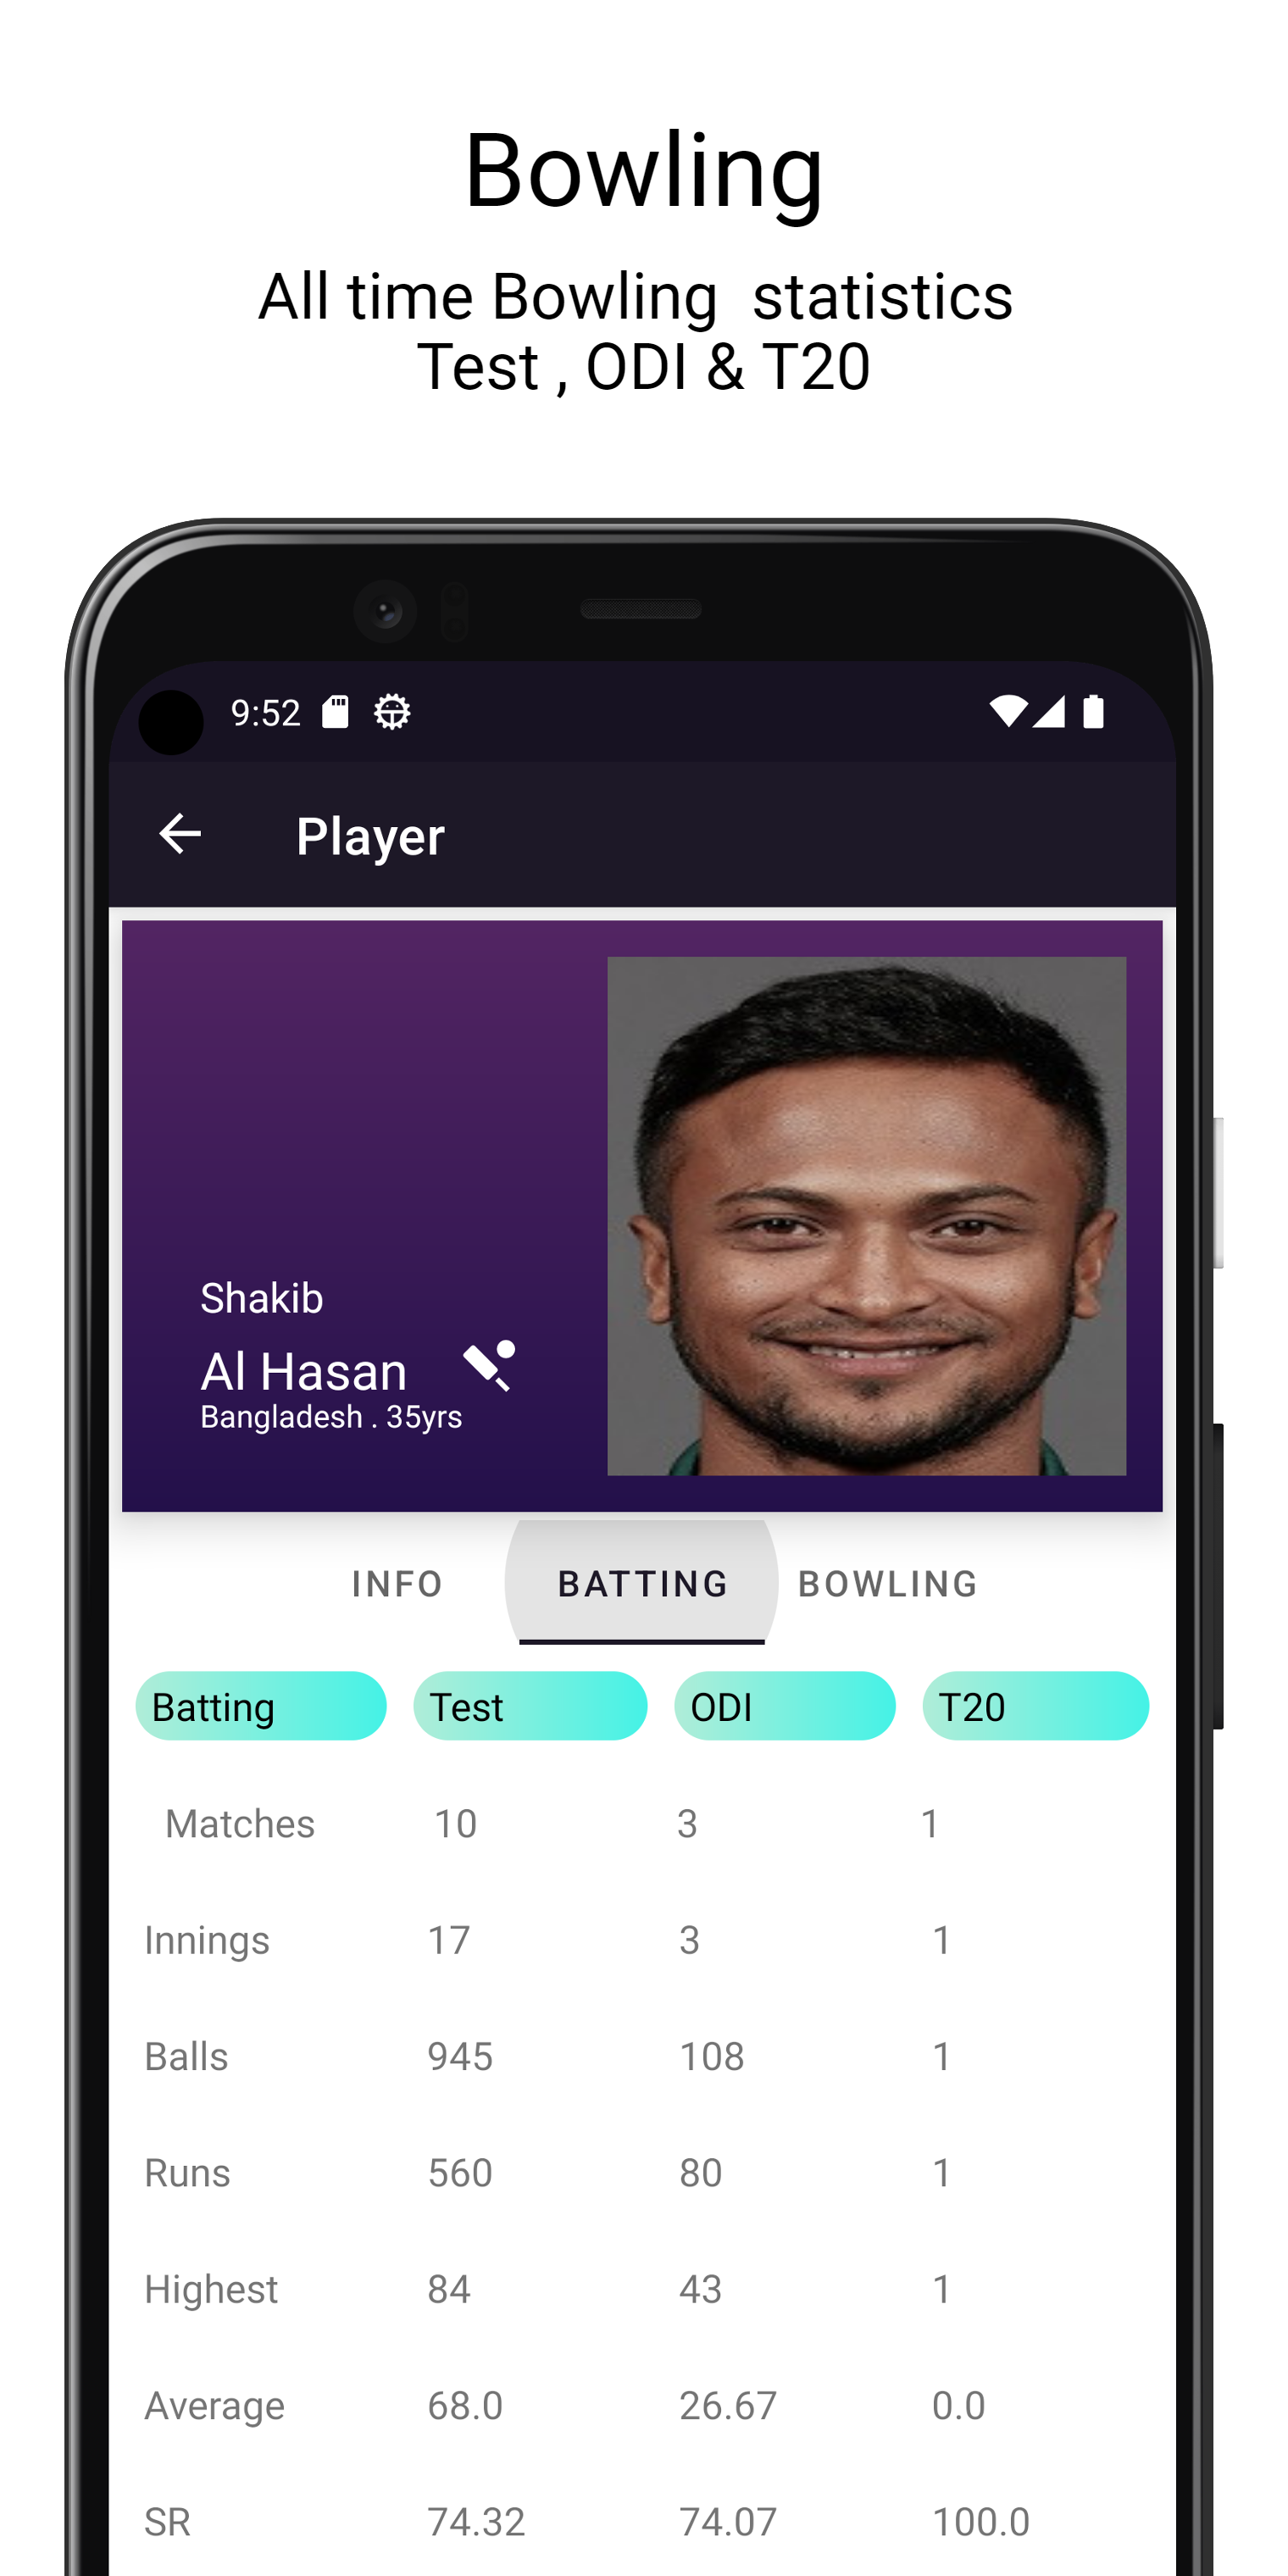 Bowling
All time Bowling  statistics
Test , ODI & T20
9:52
Player
Shakib
Al Hasan
Bangladesh . 35yrs
INFO BATTING BOWLING
Batting Test ODI T20
Matches 10 3 1
Innings 17 3 1
Balls 945 108 1
Runs 560 80 1
Highest 84 43 1
Average 68.0 26.67 0.0
SR 74.32 74.07 100.0